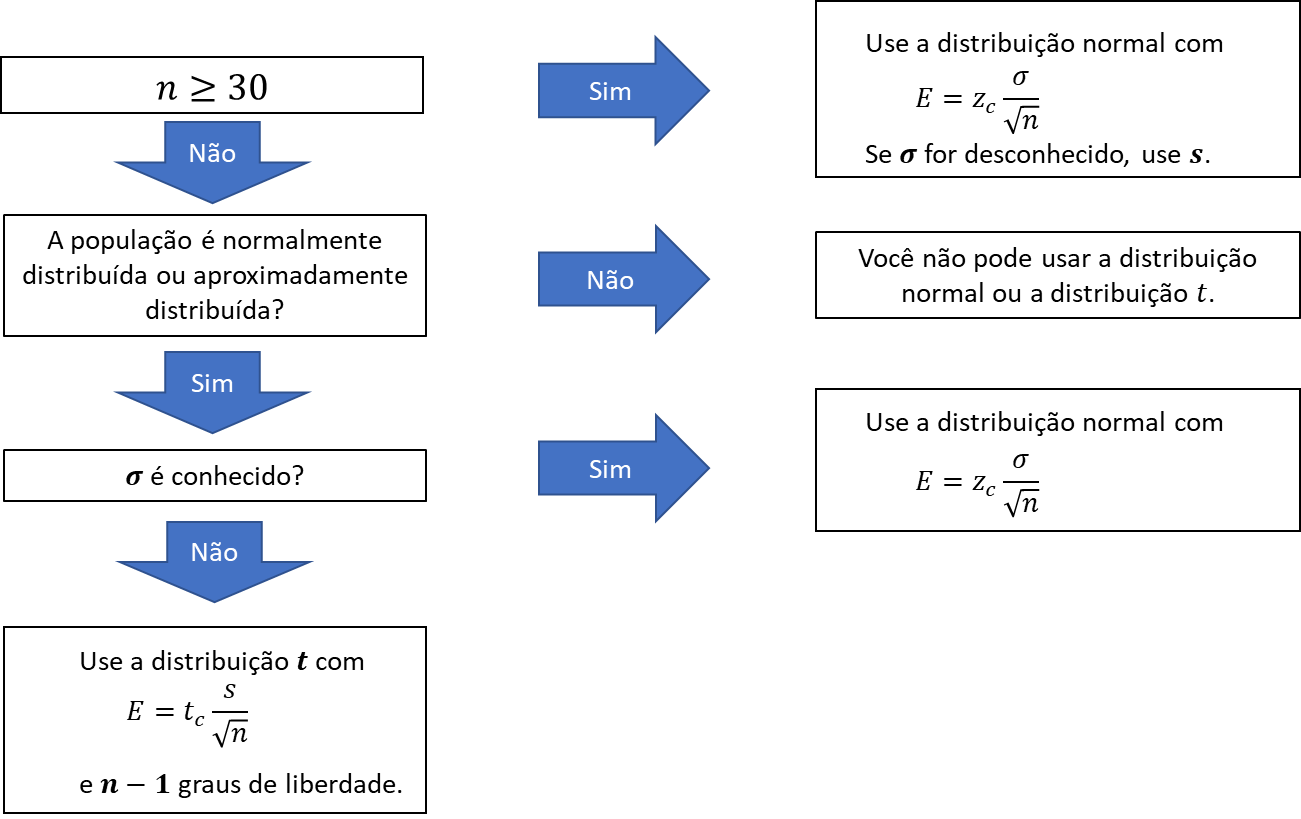 n ≥ 30
Sim
Use a distribuição normal com
E = z_c σ/√n
Se σ for desconhecido, use s.
Não
A população é normalmente
distribuída ou aproximadamente
distribuída?
Não
Você não pode usar a distribuição
normal ou a distribuição t.
Sim
σ é conhecido?
Sim
Use a distribuição normal com
E = z_c σ/√n
Não
Use a distribuição t com
E = t_c s/√n
e n − 1 graus de liberdade.